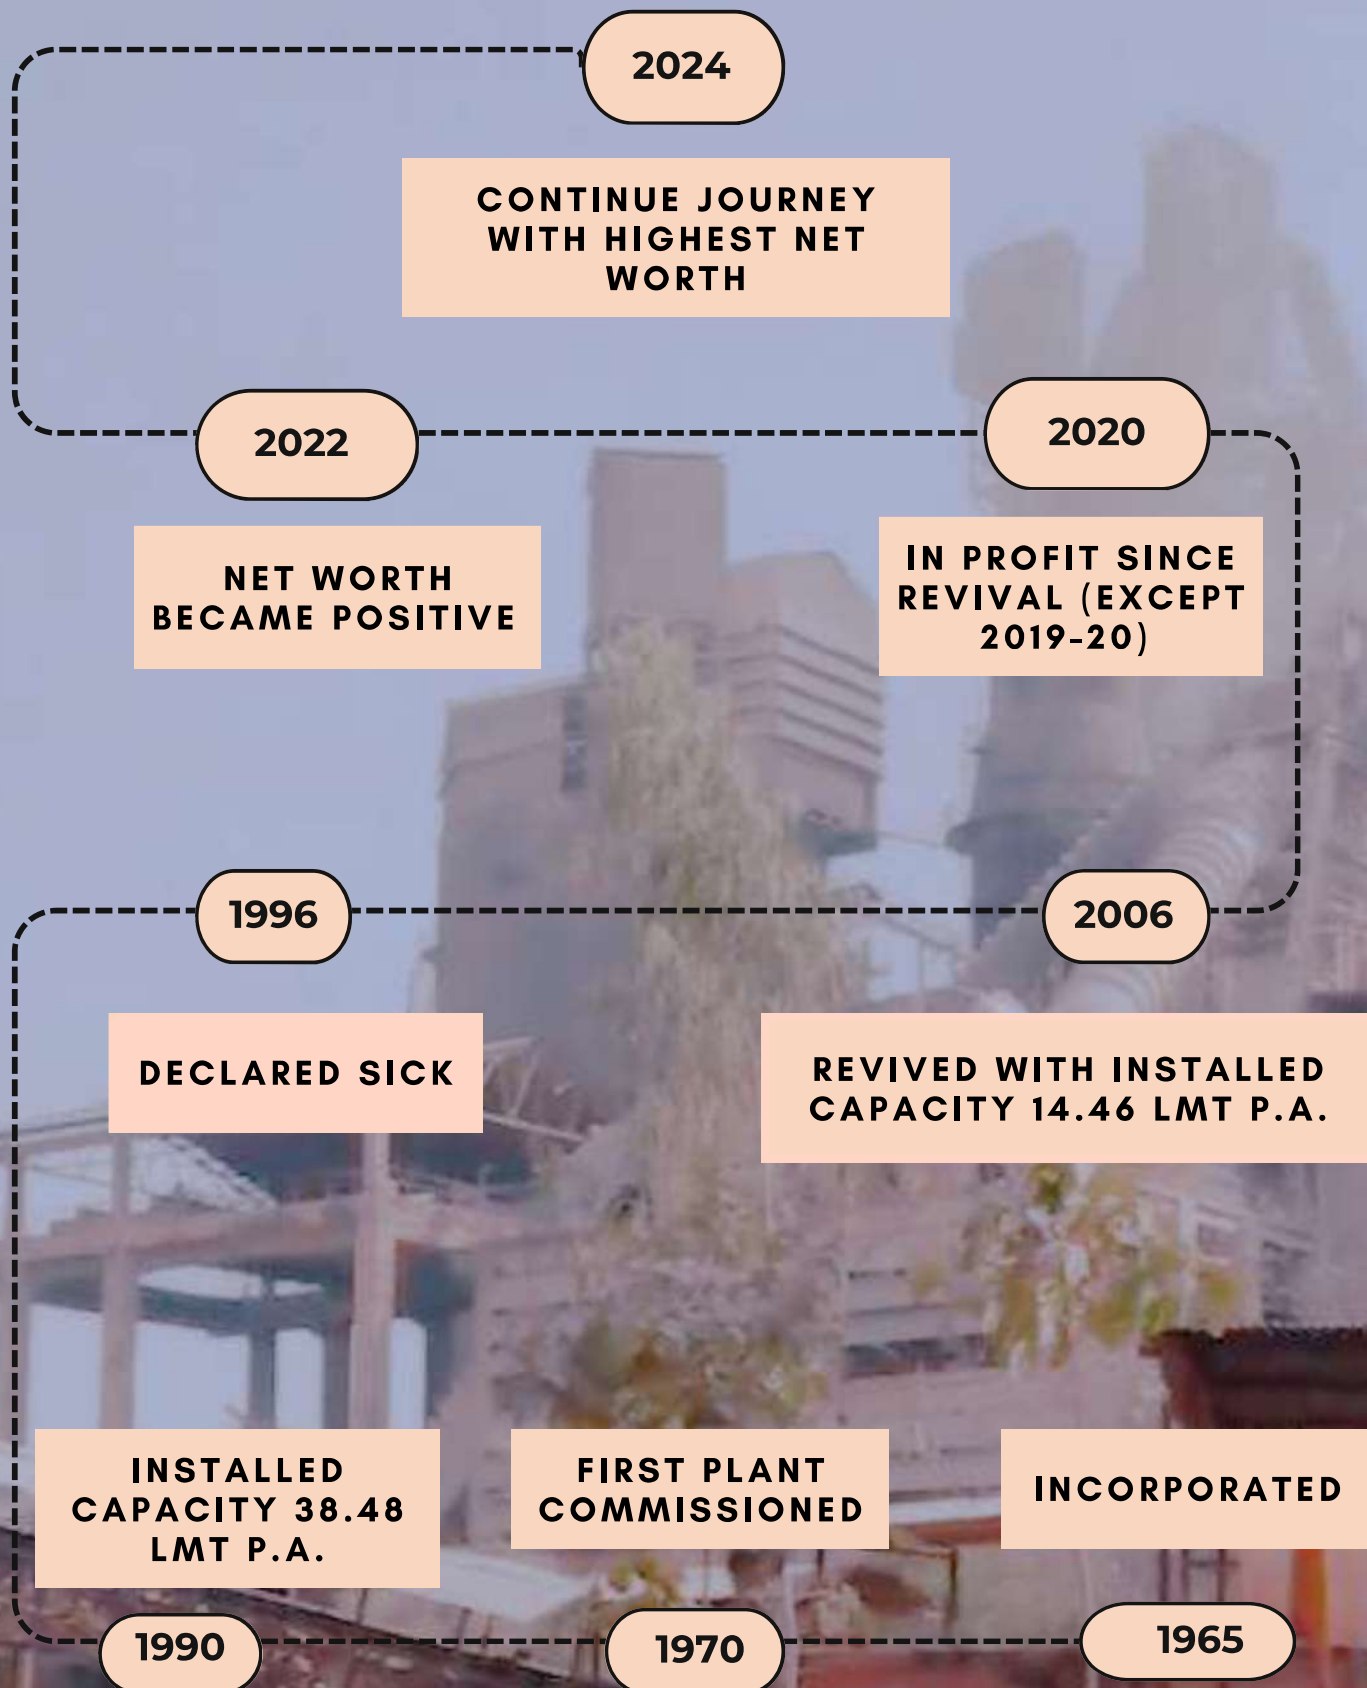 2024
CONTINUE JOURNEY
WITH HIGHEST NET
WORTH
2022
2020
NET WORTH
BECAME POSITIVE
IN PROFIT SINCE
REVIVAL (EXCEPT
2019-20)
1996
2006
DECLARED SICK
REVIVED WITH INSTALLED
CAPACITY 14.46 LMT P.A.
INSTALLED
CAPACITY 38.48
LMT P.A.
FIRST PLANT
COMMISSIONED
INCORPORATED
1990
1970
1965